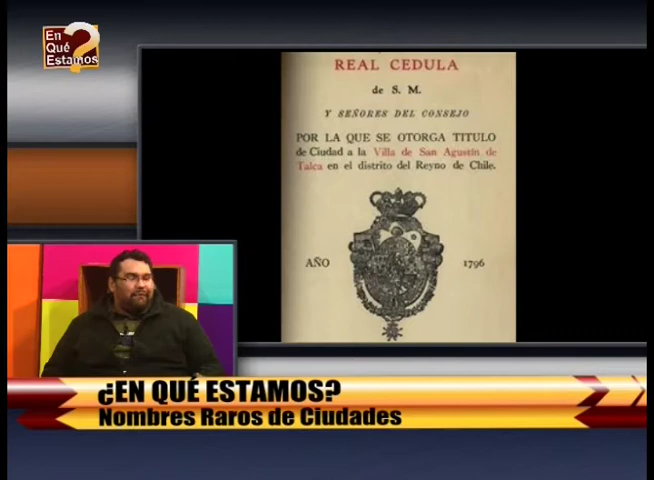 En
Qué
Estamos
?
REAL CEDULA
de S. M.
Y SEÑORES DEL CONSEJO
POR LA QUE SE OTORGA TITULO
de Ciudad a la Villa de San Agustín de
Talca en el distrito del Reyno de Chile.
AÑO 1796
¿EN QUÉ ESTAMOS?
Nombres Raros de Ciudades